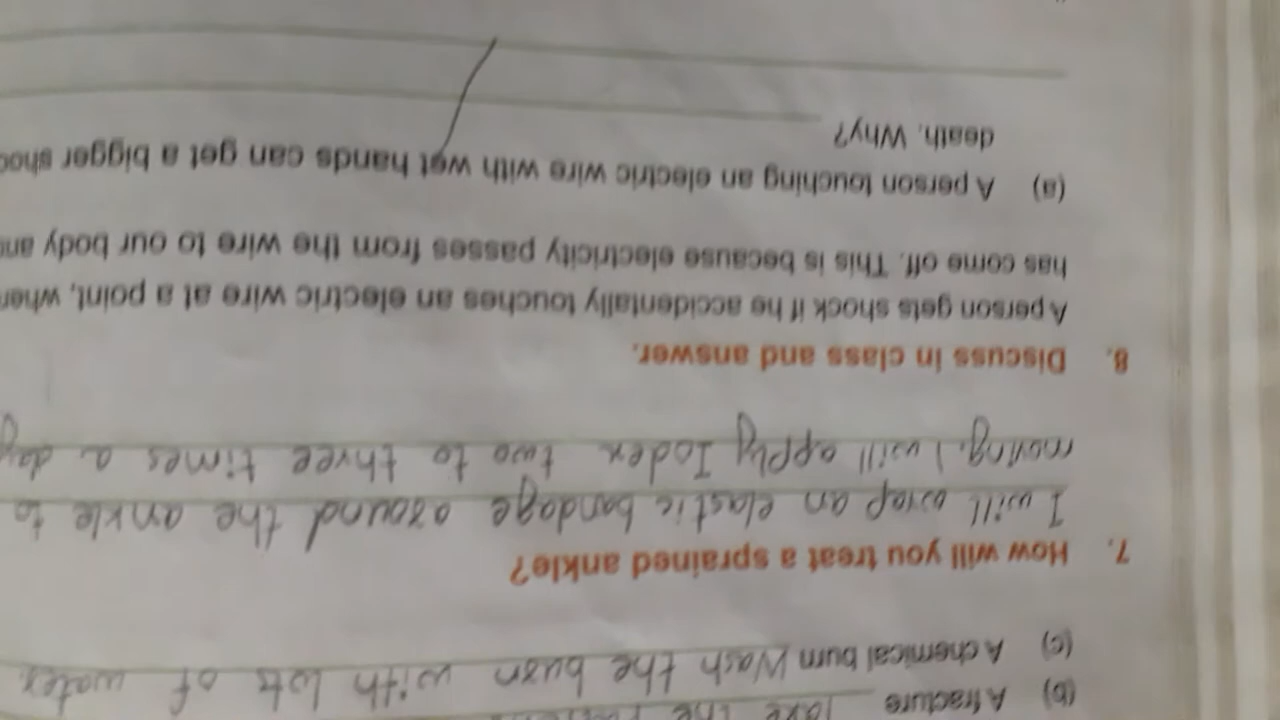 (b) A fracture Take the
(c) A chemical burn Wash the burn with lots of water.
7. How will you treat a sprained ankle?
I will wrap an elastic bandage around the ankle to
moving. I will apply Iodex two to three times a day
8. Discuss in class and answer.
A person gets shock if he accidentally touches an electric wire at a point, wher
has come off. This is because electricity passes from the wire to our body and
(a) A person touching an electric wire with wet hands can get a bigger shoc
death. Why?